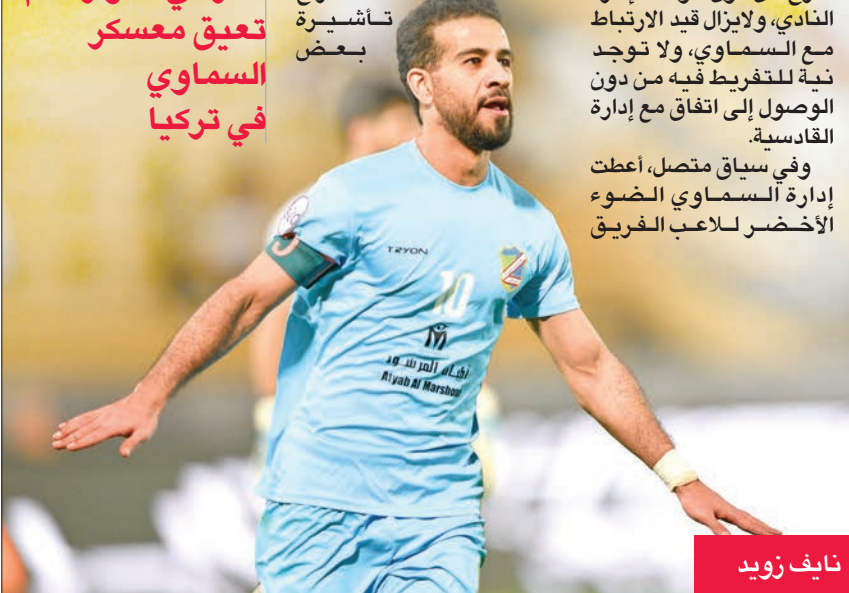 النادي، ولايزال قيد الارتباط
مع السماوي، ولا توجد
نية للتفريط فيه من دون
الوصول إلى اتفاق مع إدارة
القادسية.
وفي سياق متصل، أعطت
إدارة السماوي الضوء
الأخضر للاعب الفريق
تأشيرة
بعض
تعيق معسكر
السماوي
في تركيا
TRYON
10
أطياب المرشود
Atyab Al Marshoud
نايف زويد